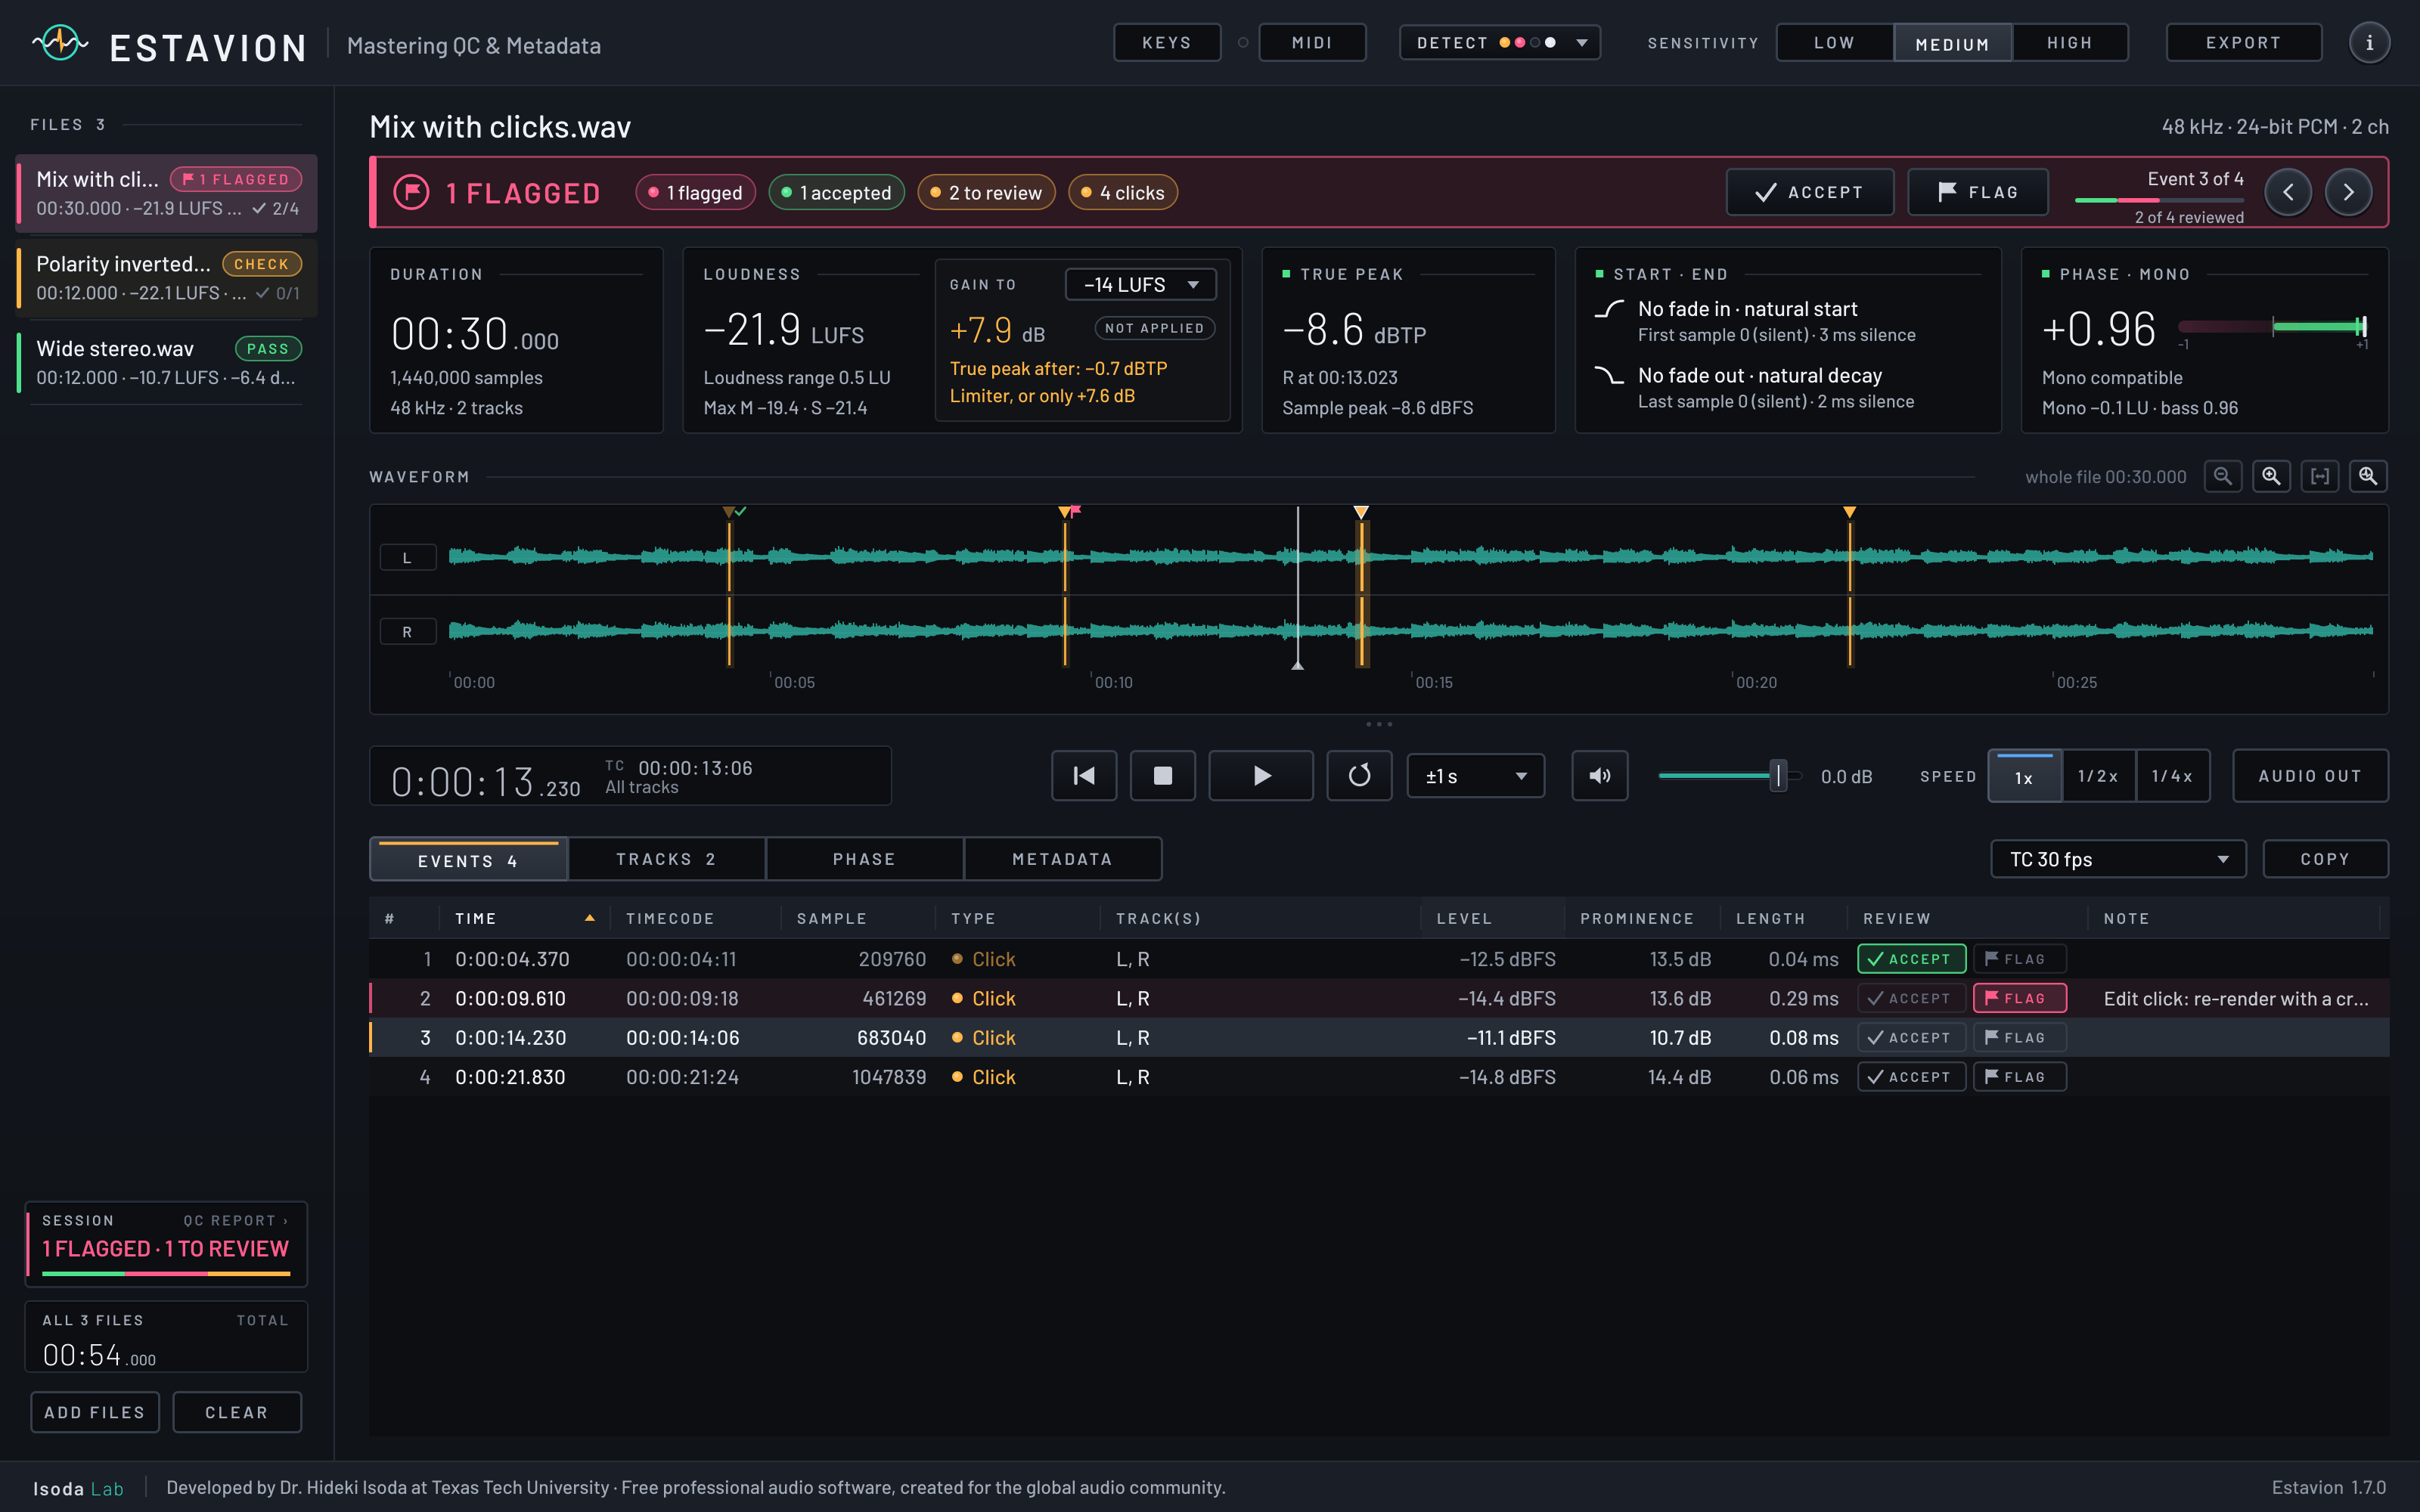 ESTAVION
Mastering QC & Metadata
KEYS
MIDI
DETECT
SENSITIVITY
LOW
MEDIUM
HIGH
EXPORT
i
FILES 3
Mix with cli...
1 FLAGGED
00:30.000 · −21.9 LUFS ...
2/4
Polarity inverted...
CHECK
00:12.000 · −22.1 LUFS · ...
0/1
Wide stereo.wav
PASS
00:12.000 · −10.7 LUFS · −6.4 d...
SESSION
QC REPORT ›
1 FLAGGED · 1 TO REVIEW
ALL 3 FILES
TOTAL
00:54.000
ADD FILES
CLEAR
Mix with clicks.wav
48 kHz · 24-bit PCM · 2 ch
1 FLAGGED
1 flagged
1 accepted
2 to review
4 clicks
ACCEPT
FLAG
Event 3 of 4
2 of 4 reviewed
DURATION
00:30.000
1,440,000 samples
48 kHz · 2 tracks
LOUDNESS
−21.9 LUFS
Loudness range 0.5 LU
Max M −19.4 · S −21.4
GAIN TO
−14 LUFS
+7.9 dB
NOT APPLIED
True peak after: −0.7 dBTP
Limiter, or only +7.6 dB
TRUE PEAK
−8.6 dBTP
R at 00:13.023
Sample peak −8.6 dBFS
START · END
No fade in · natural start
First sample 0 (silent) · 3 ms silence
No fade out · natural decay
Last sample 0 (silent) · 2 ms silence
PHASE · MONO
+0.96
-1
+1
Mono compatible
Mono −0.1 LU · bass 0.96
WAVEFORM
whole file 00:30.000
L
R
00:00
00:05
00:10
00:15
00:20
00:25
0:00:13.230
TC 00:00:13:06
All tracks
±1 s
0.0 dB
SPEED
1x
1/2x
1/4x
AUDIO OUT
EVENTS 4
TRACKS 2
PHASE
METADATA
TC 30 fps
COPY
# TIME TIMECODE SAMPLE TYPE TRACK(S) LEVEL PROMINENCE LENGTH REVIEW NOTE
1 0:00:04.370 00:00:04:11 209760 Click L, R −12.5 dBFS 13.5 dB 0.04 ms ACCEPT FLAG
2 0:00:09.610 00:00:09:18 461269 Click L, R −14.4 dBFS 13.6 dB 0.29 ms ACCEPT FLAG Edit click: re-render with a cr...
3 0:00:14.230 00:00:14:06 683040 Click L, R −11.1 dBFS 10.7 dB 0.08 ms ACCEPT FLAG
4 0:00:21.830 00:00:21:24 1047839 Click L, R −14.8 dBFS 14.4 dB 0.06 ms ACCEPT FLAG
Isoda Lab
Developed by Dr. Hideki Isoda at Texas Tech University · Free professional audio software, created for the global audio community.
Estavion 1.7.0